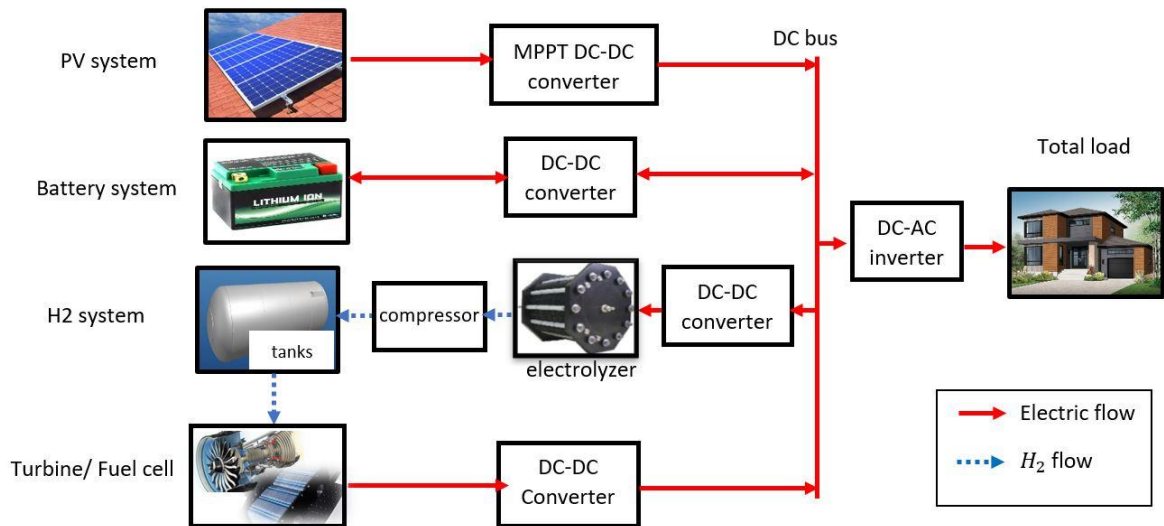 PV system
MPPT DC-DC
converter
DC bus
Battery system
LITHIUM ION
DC-DC
converter
Total load
DC-AC
inverter
H2 system
tanks
compressor
electrolyzer
DC-DC
converter
Turbine/ Fuel cell
DC-DC
Converter
Electric flow
H₂ flow